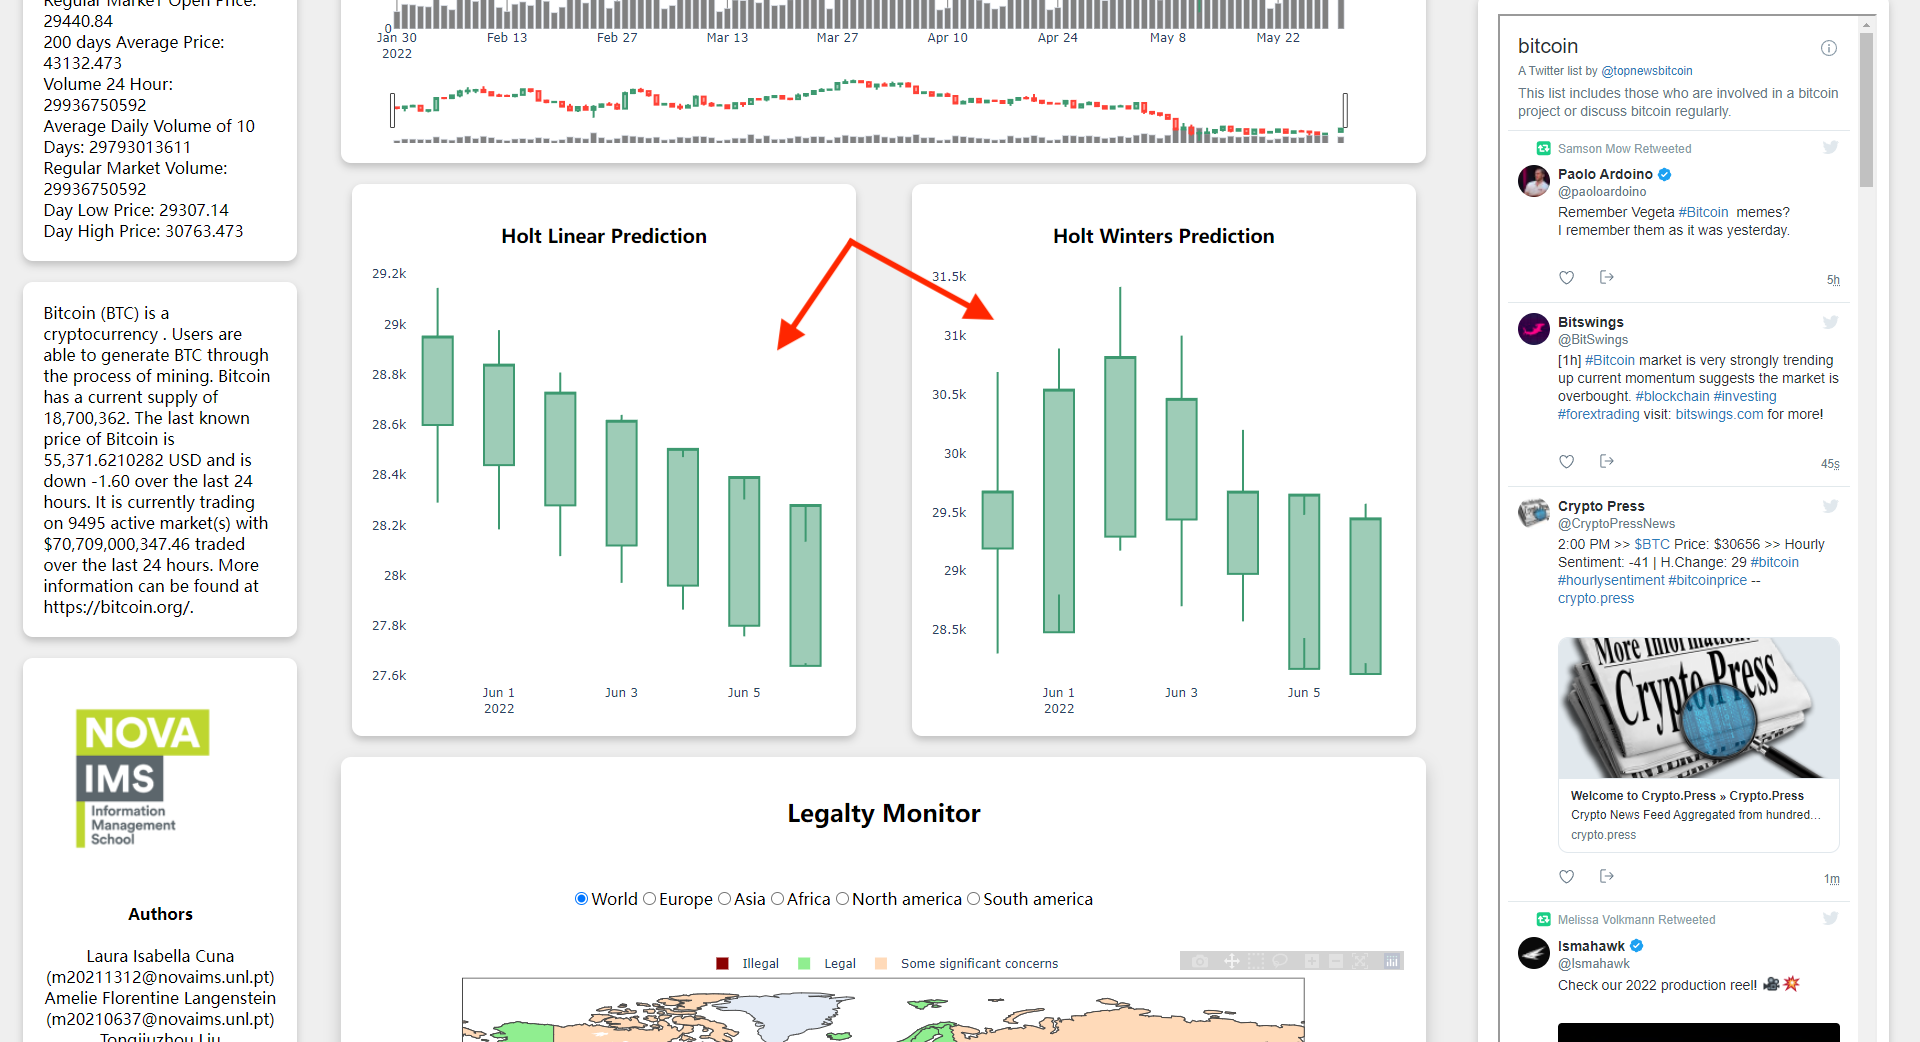 Regular Market Open Price:
29440.84
200 days Average Price:
43132.473
Volume 24 Hour:
29936750592
Average Daily Volume of 10
Days: 29793013611
Regular Market Volume:
29936750592
Day Low Price: 29307.14
Day High Price: 30763.473
Bitcoin (BTC) is a
cryptocurrency . Users are
able to generate BTC through
the process of mining. Bitcoin
has a current supply of
18,700,362. The last known
price of Bitcoin is
55,371.6210282 USD and is
down -1.60 over the last 24
hours. It is currently trading
on 9495 active market(s) with
$70,709,000,347.46 traded
over the last 24 hours. More
information can be found at
https://bitcoin.org/.
NOVA
IMS
Information
Management
School
Authors
Laura Isabella Cuna
(m20211312@novaims.unl.pt)
Amelie Florentine Langenstein
(m20210637@novaims.unl.pt)
Tongjiuzhou Liu
0
Jan 30 Feb 13 Feb 27 Mar 13 Mar 27 Apr 10 Apr 24 May 8 May 22
2022
Holt Linear Prediction
29.2k
29k
28.8k
28.6k
28.4k
28.2k
28k
27.8k
27.6k
Jun 1 Jun 3 Jun 5
2022
Holt Winters Prediction
31.5k
31k
30.5k
30k
29.5k
29k
28.5k
Jun 1 Jun 3 Jun 5
2022
Legalty Monitor
World Europe Asia Africa North america South america
Illegal Legal Some significant concerns
bitcoin
A Twitter list by @topnewsbitcoin
This list includes those who are involved in a bitcoin
project or discuss bitcoin regularly.
Samson Mow Retweeted
Paolo Ardoino
@paoloardoino
Remember Vegeta #Bitcoin memes?
I remember them as it was yesterday.
5h
Bitswings
@BitSwings
[1h] #Bitcoin market is very strongly trending
up current momentum suggests the market is
overbought. #blockchain #investing
#forextrading visit: bitswings.com for more!
45s
Crypto Press
@CryptoPressNews
2:00 PM >> $BTC Price: $30656 >> Hourly
Sentiment: -41 | H.Change: 29 #bitcoin
#hourlysentiment #bitcoinprice --
crypto.press
More Information:
Crypto.Press
Welcome to Crypto.Press » Crypto.Press
Crypto News Feed Aggregated from hundred...
crypto.press
1m
Melissa Volkmann Retweeted
Ismahawk
@Ismahawk
Check our 2022 production reel!